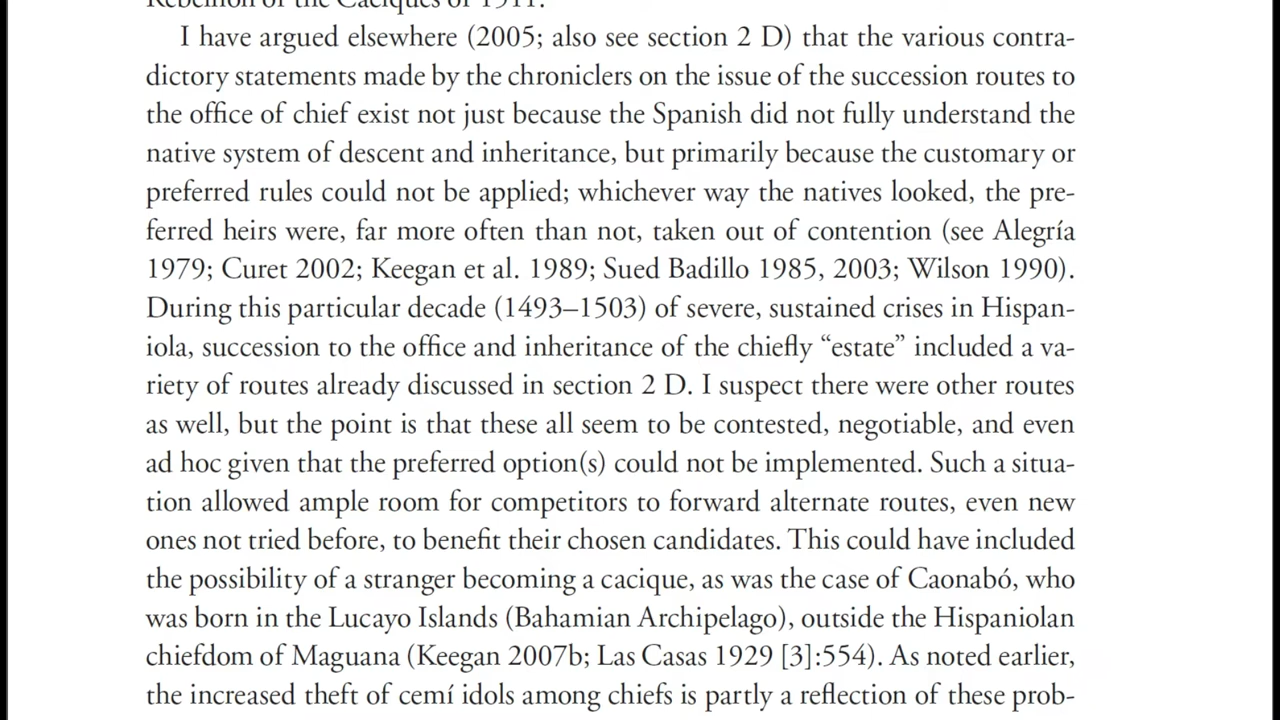 Rebellion of the Caciques of 1511.
I have argued elsewhere (2005; also see section 2 D) that the various contra-
dictory statements made by the chroniclers on the issue of the succession routes to
the office of chief exist not just because the Spanish did not fully understand the
native system of descent and inheritance, but primarily because the customary or
preferred rules could not be applied; whichever way the natives looked, the pre-
ferred heirs were, far more often than not, taken out of contention (see Alegría
1979; Curet 2002; Keegan et al. 1989; Sued Badillo 1985, 2003; Wilson 1990).
During this particular decade (1493–1503) of severe, sustained crises in Hispan-
iola, succession to the office and inheritance of the chiefly “estate” included a va-
riety of routes already discussed in section 2 D. I suspect there were other routes
as well, but the point is that these all seem to be contested, negotiable, and even
ad hoc given that the preferred option(s) could not be implemented. Such a situa-
tion allowed ample room for competitors to forward alternate routes, even new
ones not tried before, to benefit their chosen candidates. This could have included
the possibility of a stranger becoming a cacique, as was the case of Caonabó, who
was born in the Lucayo Islands (Bahamian Archipelago), outside the Hispaniolan
chiefdom of Maguana (Keegan 2007b; Las Casas 1929 [3]:554). As noted earlier,
the increased theft of cemí idols among chiefs is partly a reflection of these prob-